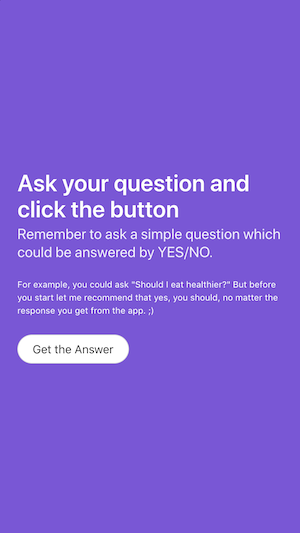 Ask your question and
click the button
Remember to ask a simple question which
could be answered by YES/NO.
For example, you could ask "Should I eat healthier?" But before
you start let me recommend that yes, you should, no matter the
response you get from the app. ;)
Get the Answer